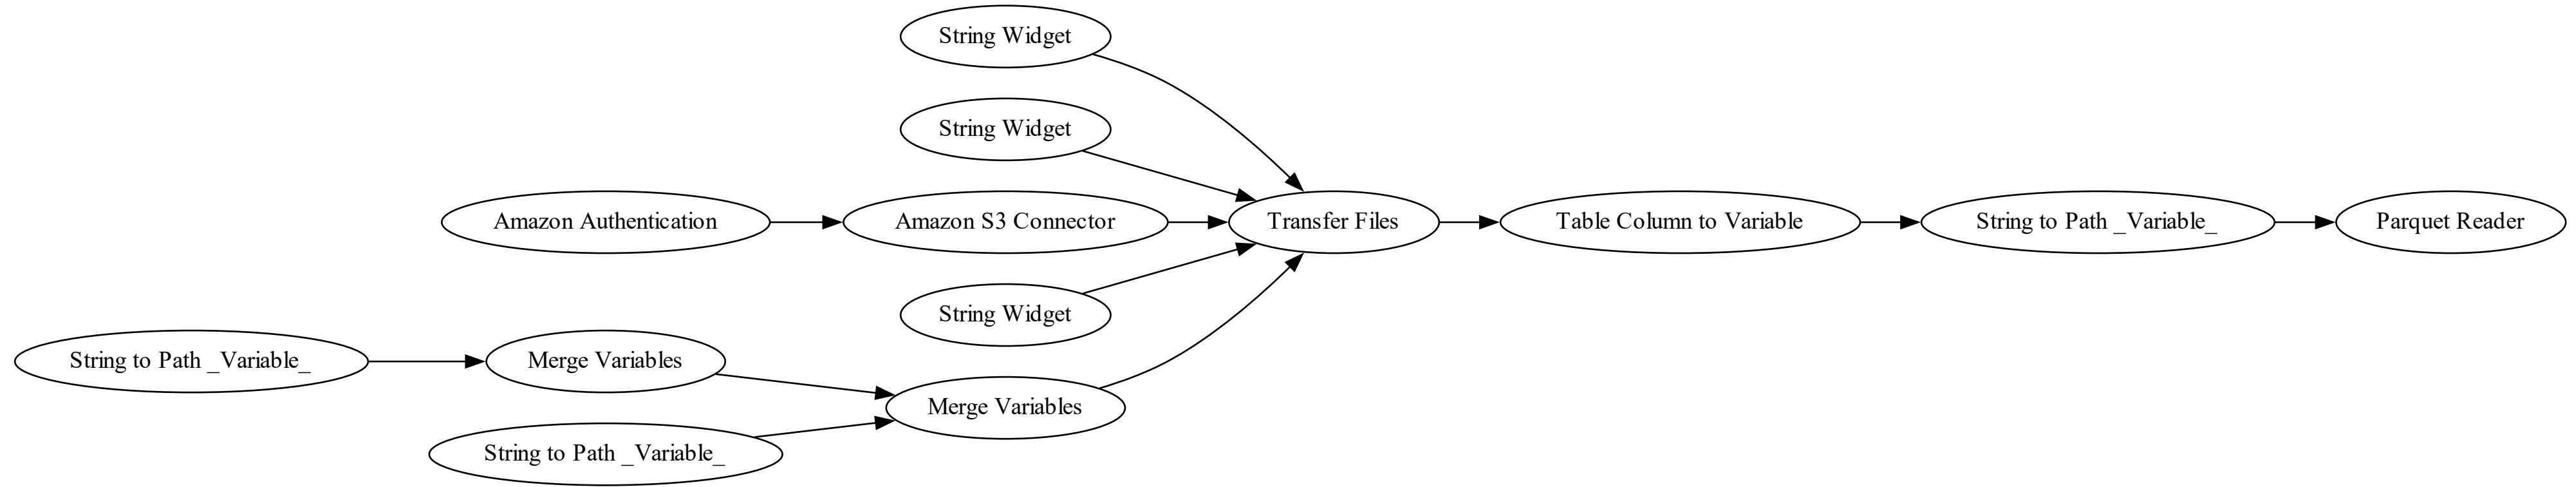 String Widget
String Widget
Amazon Authentication
Amazon S3 Connector
Transfer Files
Table Column to Variable
String to Path _Variable_
Parquet Reader
String Widget
String to Path _Variable_
Merge Variables
Merge Variables
String to Path _Variable_